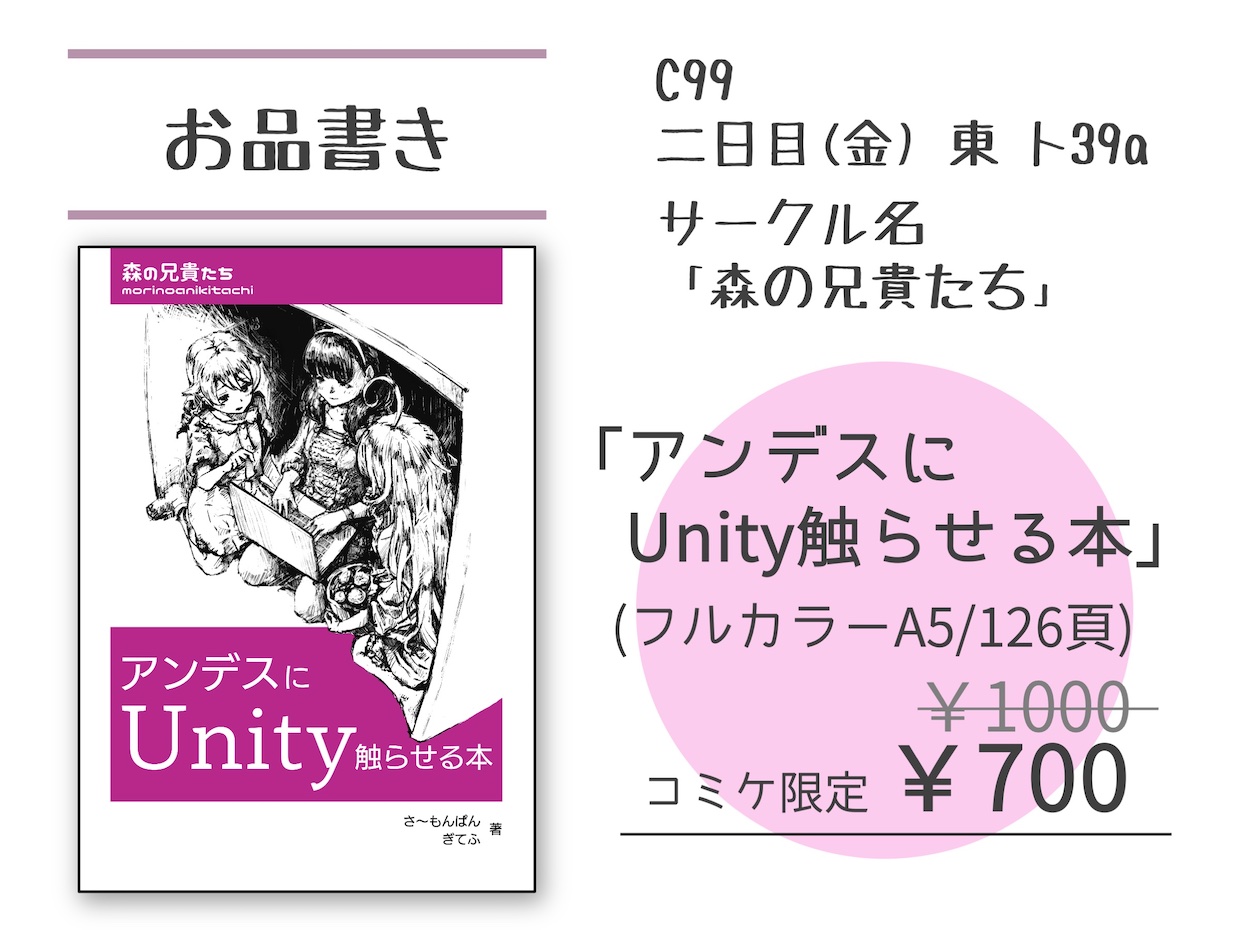 お品書き
C99
二日目(金) 東 ト39a
サークル名
「森の兄貴たち」
森の兄貴たち
morinoanikitachi
アンデスに
Unity触らせる本
さ〜もんぱん
ぎてふ
著
「アンデスに
Unity触らせる本」
(フルカラーA5/126頁)
¥1000
コミケ限定 ¥700